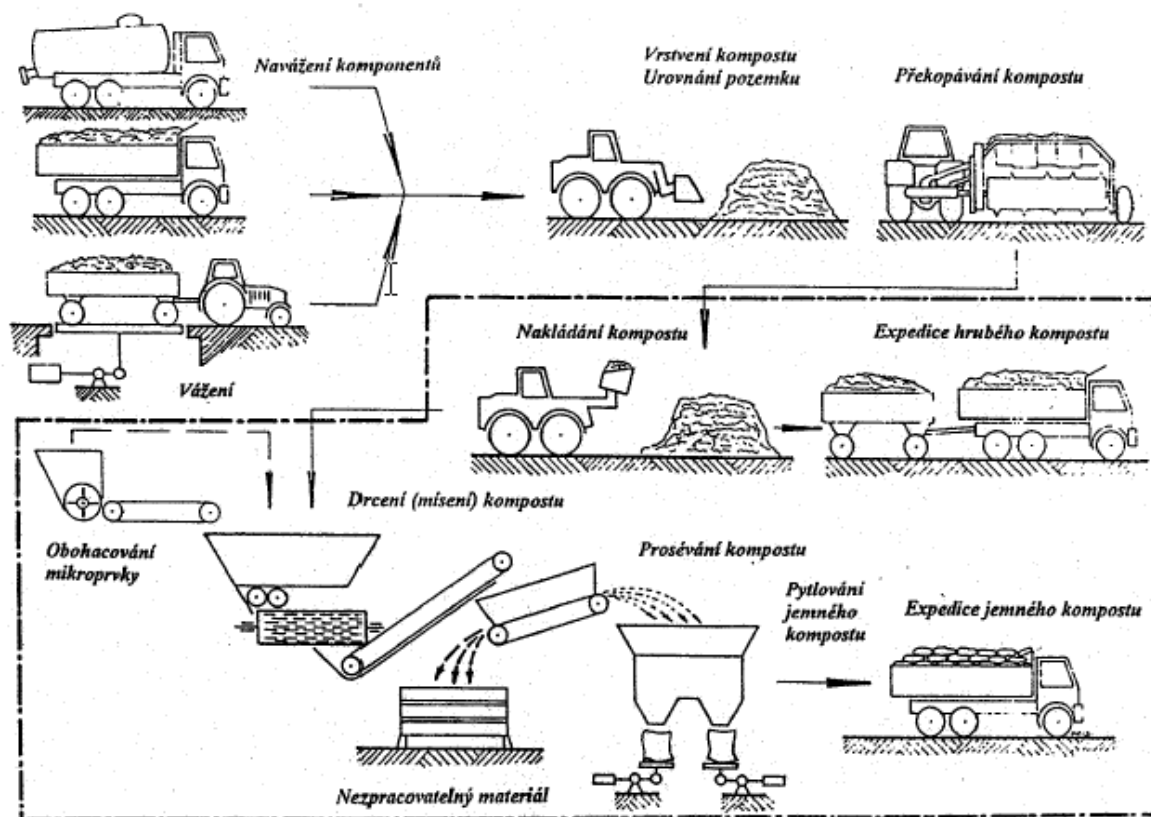 Navážení komponentů
Vrstvení kompostu
Urovnání pozemku
Překopávání kompostu
Vážení
Nakládání kompostu
Expedice hrubého kompostu
Obohacování
mikroprvky
Drcení (mísení) kompostu
Prosévání kompostu
Pytlování
jemného
kompostu
Expedice jemného kompostu
Nezpracovatelný materiál